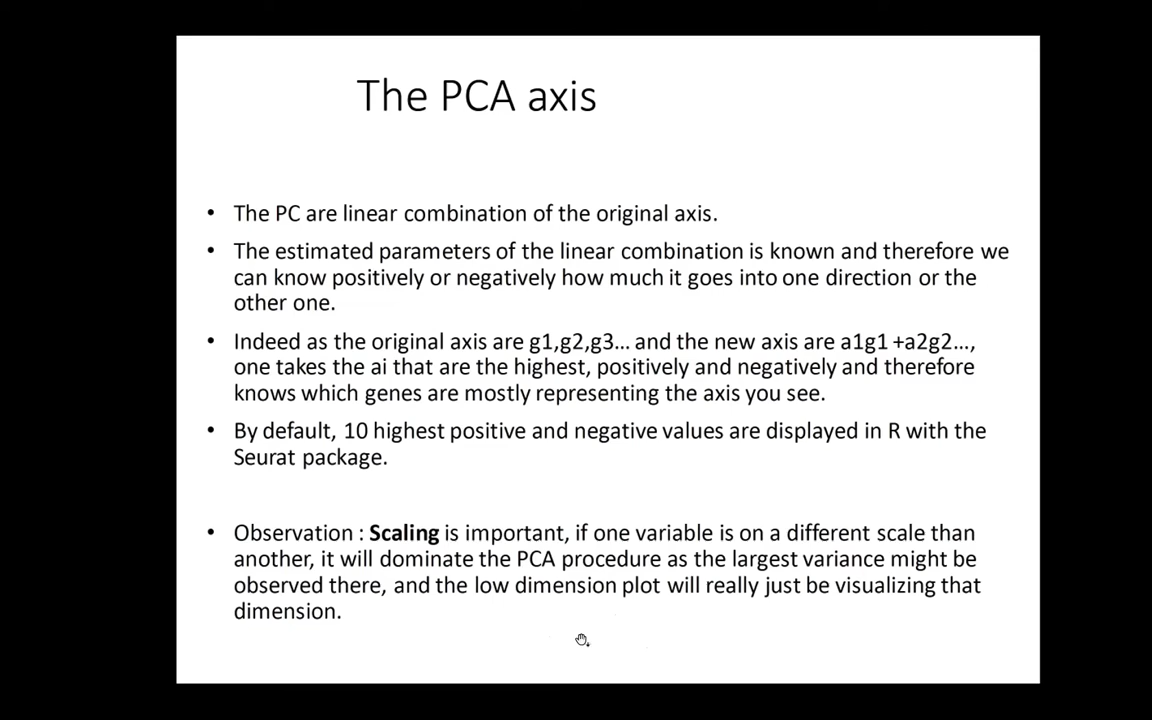 The PCA axis
• The PC are linear combination of the original axis.
• The estimated parameters of the linear combination is known and therefore we
can know positively or negatively how much it goes into one direction or the
other one.
• Indeed as the original axis are g1,g2,g3... and the new axis are a1g1 +a2g2...,
one takes the ai that are the highest, positively and negatively and therefore
knows which genes are mostly representing the axis you see.
• By default, 10 highest positive and negative values are displayed in R with the
Seurat package.
• Observation : Scaling is important, if one variable is on a different scale than
another, it will dominate the PCA procedure as the largest variance might be
observed there, and the low dimension plot will really just be visualizing that
dimension.